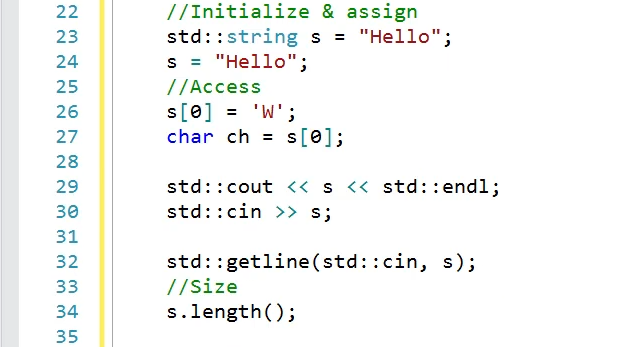 22 //Initialize & assign
23 std::string s = "Hello";
24 s = "Hello";
25 //Access
26 s[0] = 'W';
27 char ch = s[0];
28
29 std::cout << s << std::endl;
30 std::cin >> s;
31
32 std::getline(std::cin, s);
33 //Size
34 s.length();
35